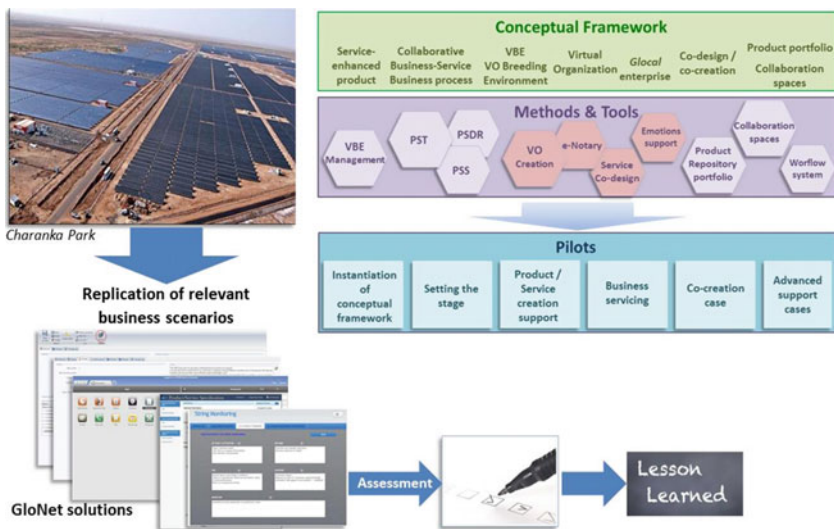 Charanka Park
Replication of relevant
business scenarios
String Monitoring
GloNet solutions
Conceptual Framework
Service-
enhanced
product
Collaborative
Business-Service
Business process
VBE
VO Breeding
Environment
Virtual
Organization
Glocal
enterprise
Co-design /
co-creation
Product portfolio
Collaboration
spaces
Methods & Tools
VBE
Management
PST
PSDR
PSS
VO
Creation
e-Notary
Service
Co-design
Emotions
support
Product
Repository
portfolio
Collaboration
spaces
Worflow
system
Pilots
Instantiation
of
conceptual
framework
Setting the
stage
Product /
Service
creation
support
Business
servicing
Co-creation
case
Advanced
support
cases
Assessment
Lesson
Learned